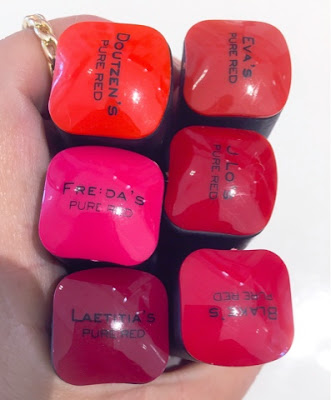 DOUTZEN'S
PURE RED
EVA'S
PURE RED
FREIDA'S
PURE RED
J LO'S
PURE RED
LAETITIA'S
PURE RED
BLAKE'S
PURE RED